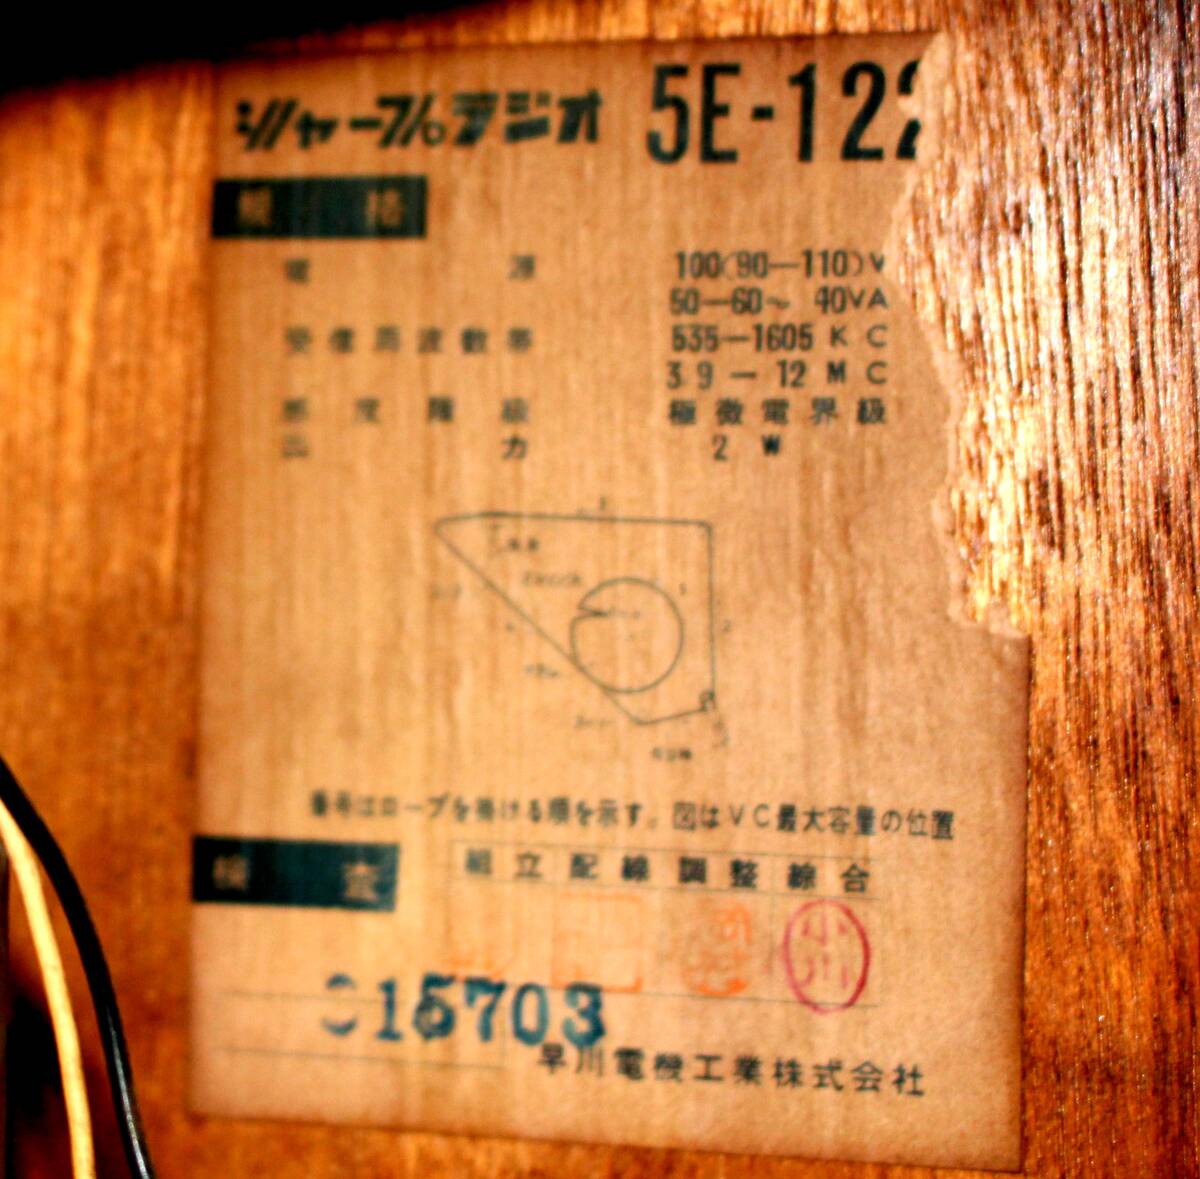 シャープラジオ 5E-122
規格
電源 100(90―110)V
50―60~ 40VA
受信周波数帯 535―1605 KC
3.9 ― 12 MC
感度階級 極微電界級
出力 2 W
番号はロープを掛ける順を示す。図はVC最大容量の位置
検査
組立 配線 調整 綜合
小川
15703
早川電機工業株式会社